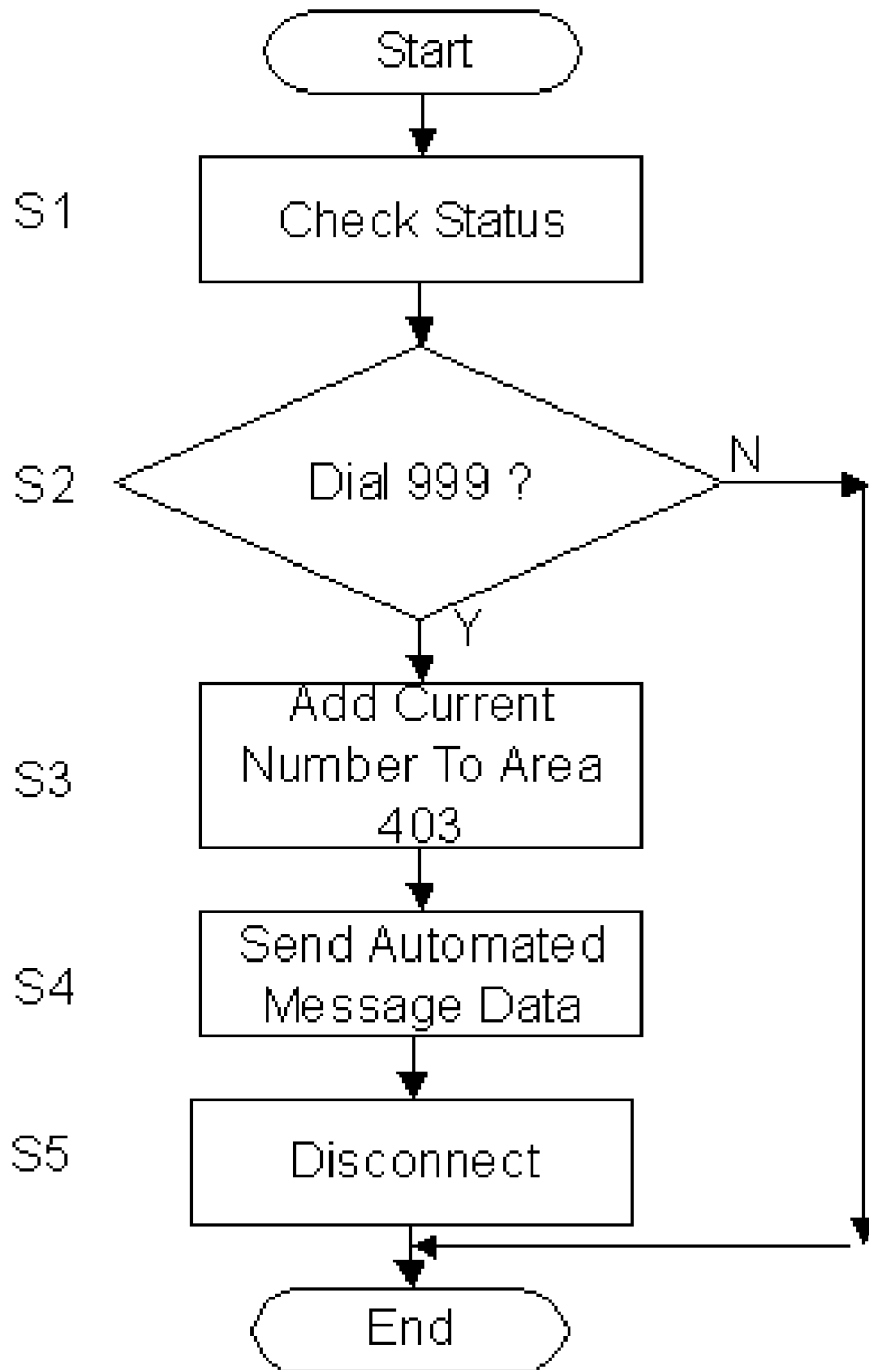 Start
S1
Check Status
S2
Dial 999 ?
N
Y
S3
Add Current
Number To Area
403
S4
Send Automated
Message Data
S5
Disconnect
End